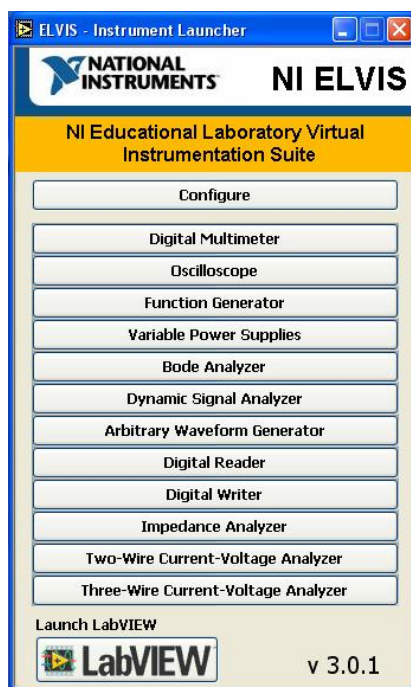 ELVIS - Instrument Launcher
NATIONAL
INSTRUMENTS
NI ELVIS
NI Educational Laboratory Virtual
Instrumentation Suite
Configure
Digital Multimeter
Oscilloscope
Function Generator
Variable Power Supplies
Bode Analyzer
Dynamic Signal Analyzer
Arbitrary Waveform Generator
Digital Reader
Digital Writer
Impedance Analyzer
Two-Wire Current-Voltage Analyzer
Three-Wire Current-Voltage Analyzer
Launch LabVIEW
LabVIEW
v 3.0.1